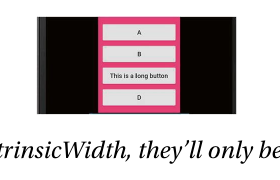 A
B
This is a long button
D
trinsicWidth, they’ll only be